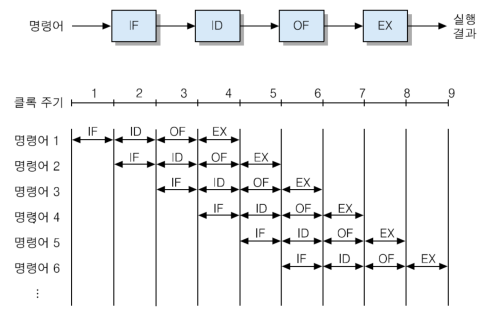 명령어 IF ID OF EX 실행 결과
클록 주기 1 2 3 4 5 6 7 8 9
명령어 1 IF ID OF EX
명령어 2 IF ID OF EX
명령어 3 IF ID OF EX
명령어 4 IF ID OF EX
명령어 5 IF ID OF EX
명령어 6 IF ID OF EX
⋮